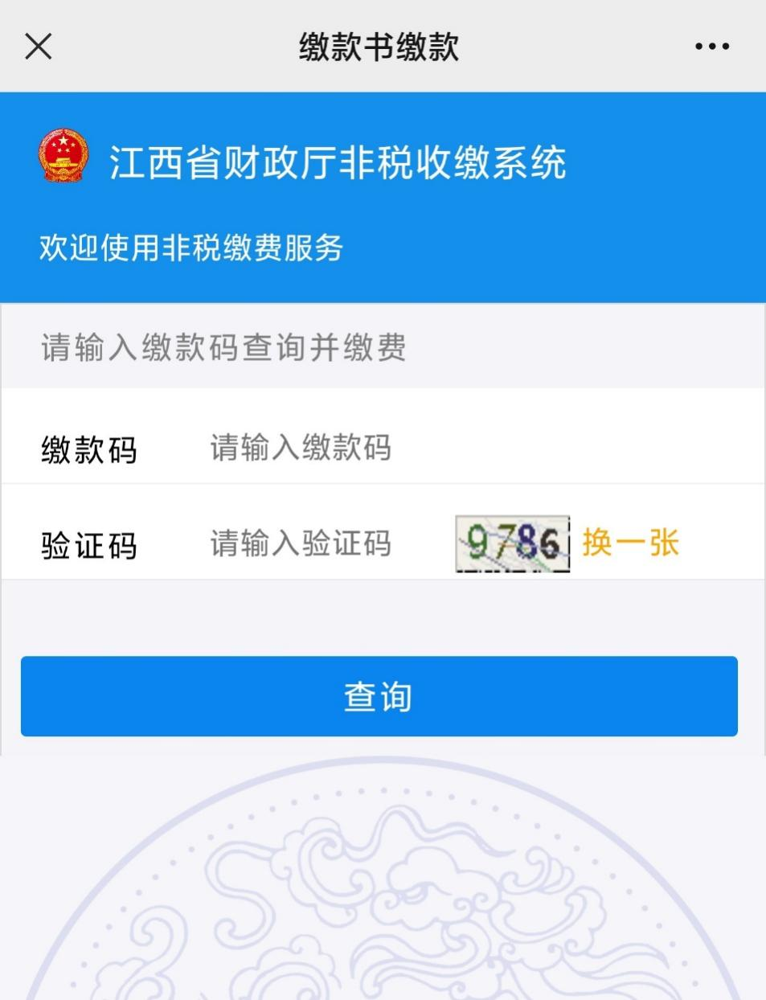 缴款书缴款
江西省财政厅非税收缴系统
欢迎使用非税缴费服务
请输入缴款码查询并缴费
缴款码 请输入缴款码
验证码 请输入验证码 9786 换一张
查询